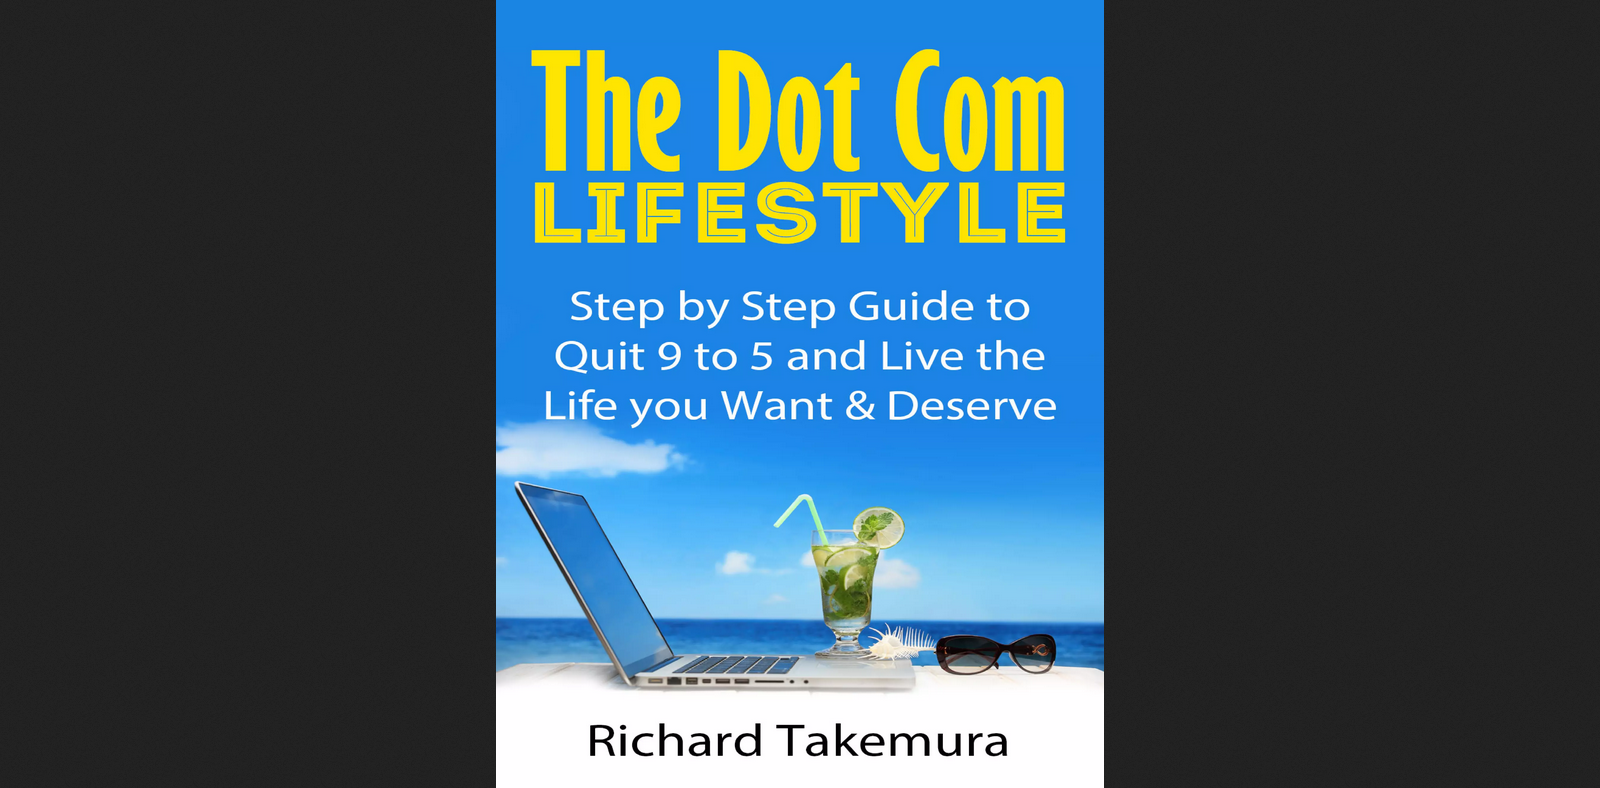 The Dot Com
LIFESTYLE
Step by Step Guide to
Quit 9 to 5 and Live the
Life you Want & Deserve
Richard Takemura